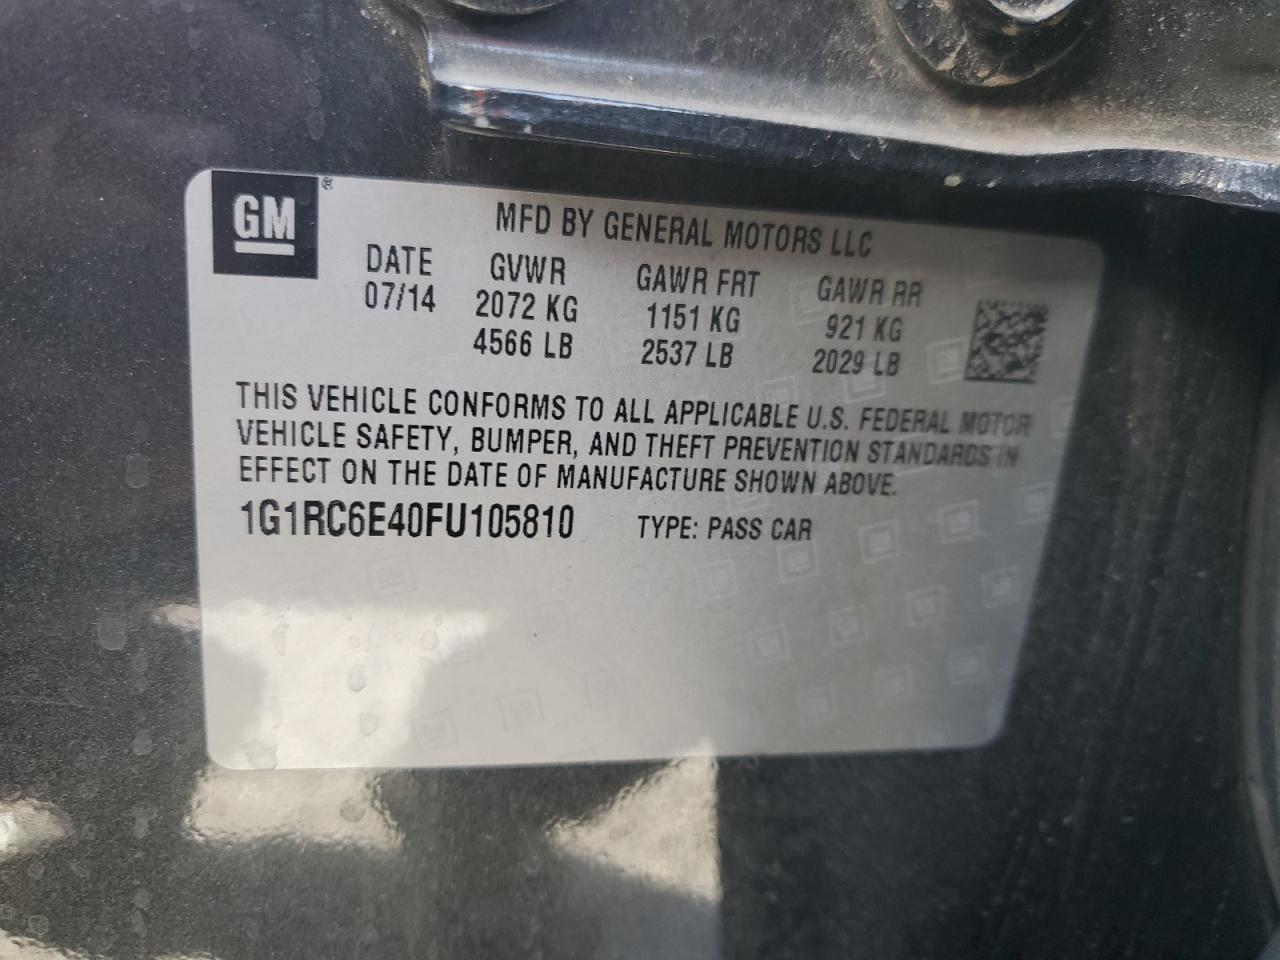 GM ®
MFD BY GENERAL MOTORS LLC
DATE GVWR GAWR FRT GAWR RR
07/14 2072 KG 1151 KG 921 KG
4566 LB 2537 LB 2029 LB
THIS VEHICLE CONFORMS TO ALL APPLICABLE U.S. FEDERAL MOTOR
VEHICLE SAFETY, BUMPER, AND THEFT PREVENTION STANDARDS IN
EFFECT ON THE DATE OF MANUFACTURE SHOWN ABOVE.
1G1RC6E40FU105810 TYPE: PASS CAR